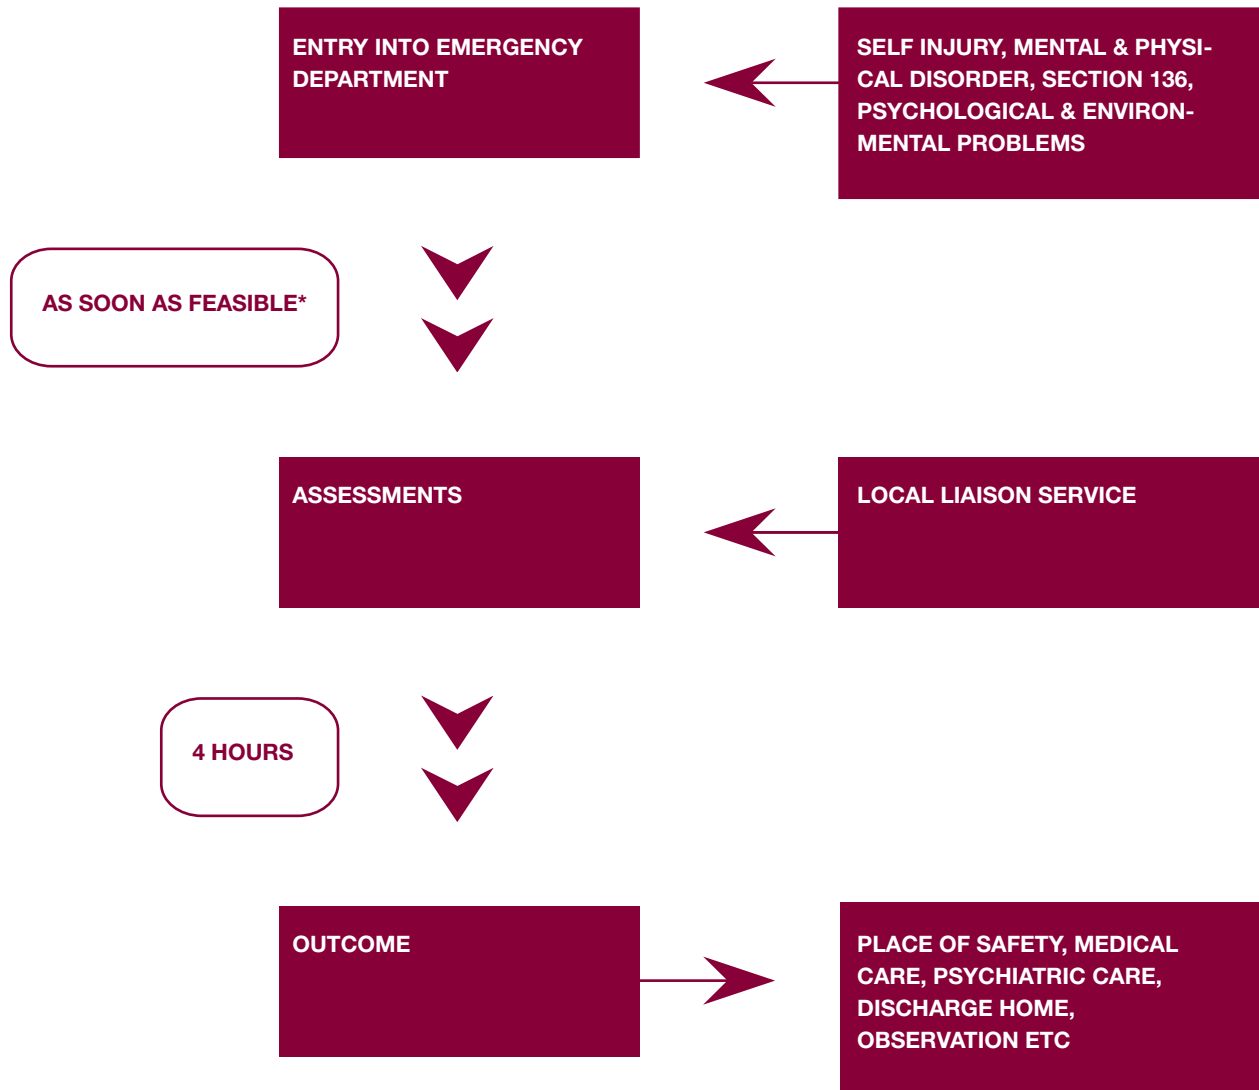 ENTRY INTO EMERGENCY
DEPARTMENT
SELF INJURY, MENTAL & PHYSI-
CAL DISORDER, SECTION 136,
PSYCHOLOGICAL & ENVIRON-
MENTAL PROBLEMS
AS SOON AS FEASIBLE*
ASSESSMENTS
LOCAL LIAISON SERVICE
4 HOURS
OUTCOME
PLACE OF SAFETY, MEDICAL
CARE, PSYCHIATRIC CARE,
DISCHARGE HOME,
OBSERVATION ETC